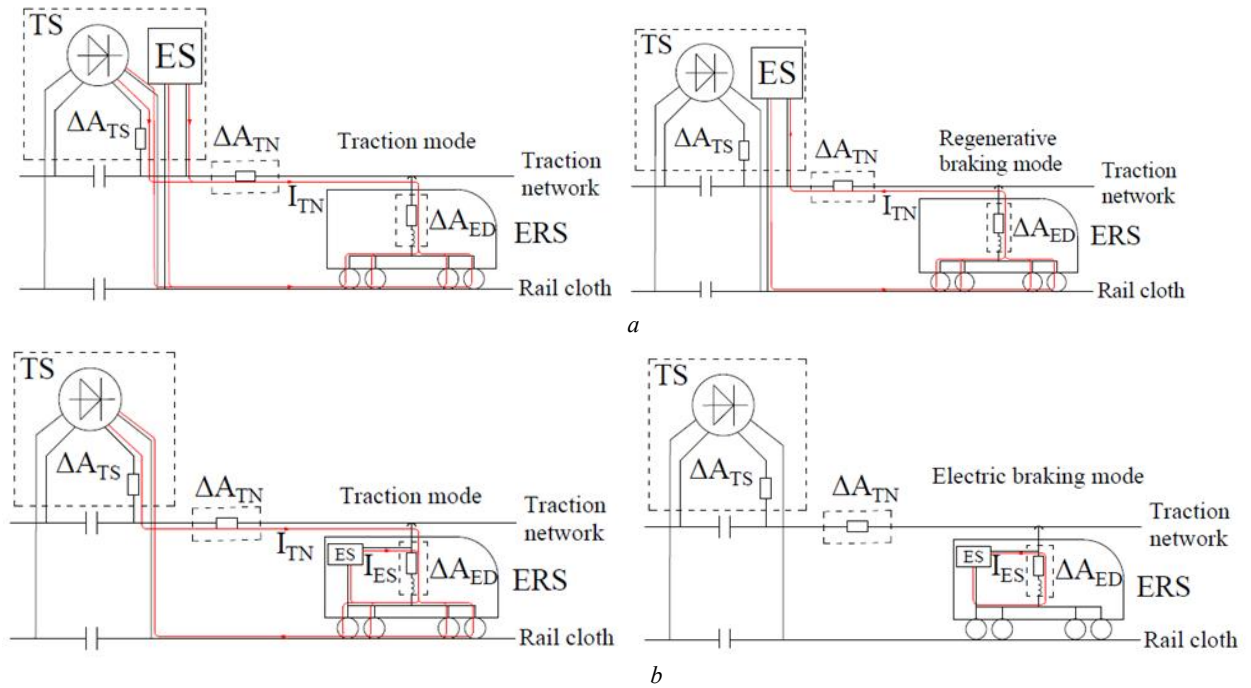 TS
ES
ΔA_TS
ΔA_TN
Traction mode
Traction
network
I_TN
ΔA_ED
ERS
Rail cloth
TS
ES
ΔA_TS
ΔA_TN
Regenerative
braking mode
Traction
network
I_TN
ΔA_ED
ERS
Rail cloth
a
TS
ΔA_TS
ΔA_TN
Traction mode
Traction
network
I_TN
ES
I_ES
ΔA_ED
ERS
Rail cloth
TS
ΔA_TS
ΔA_TN
Electric braking mode
Traction
network
ES
I_ES
ΔA_ED
ERS
Rail cloth
b